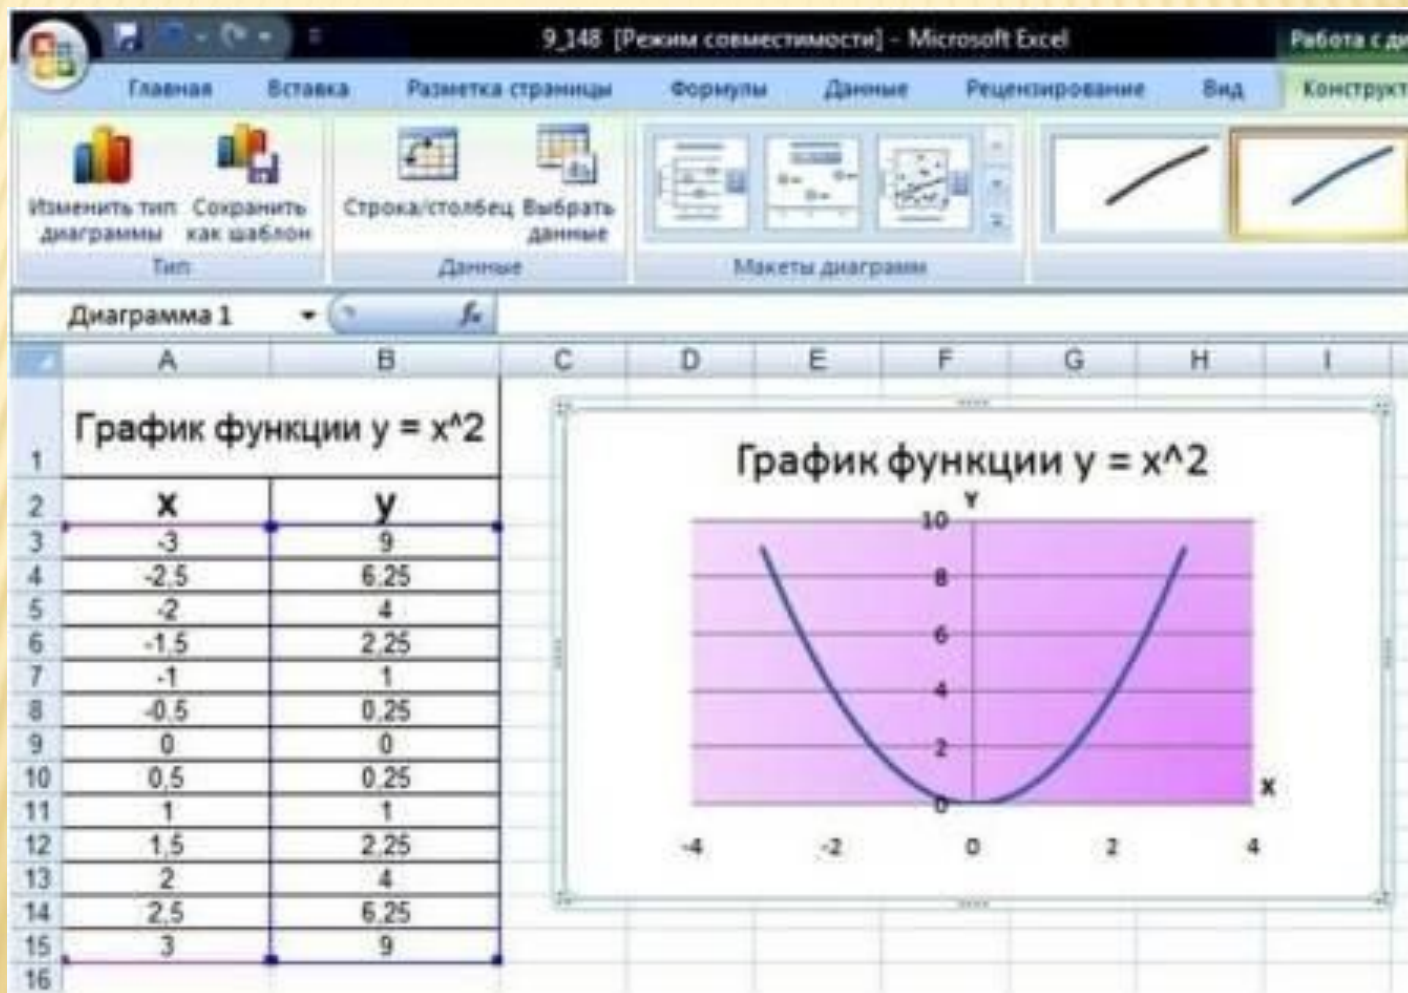 9_148 [Режим совместимости] - Microsoft Excel
Работа с ди
Главная Вставка Разметка страницы Формулы Данные Рецензирование Вид Конструкт
Изменить тип диаграммы
Сохранить как шаблон
Строка/столбец
Выбрать данные
Тип Данные Макеты диаграмм
Диаграмма 1 fx
A B C D E F G H I
1 График функции y = x^2
2 x y
3 -3 9
4 -2,5 6,25
5 -2 4
6 -1,5 2,25
7 -1 1
8 -0,5 0,25
9 0 0
10 0,5 0,25
11 1 1
12 1,5 2,25
13 2 4
14 2,5 6,25
15 3 9
16
График функции y = x^2
Y
10
8
6
4
2
0
X
-4 -2 0 2 4